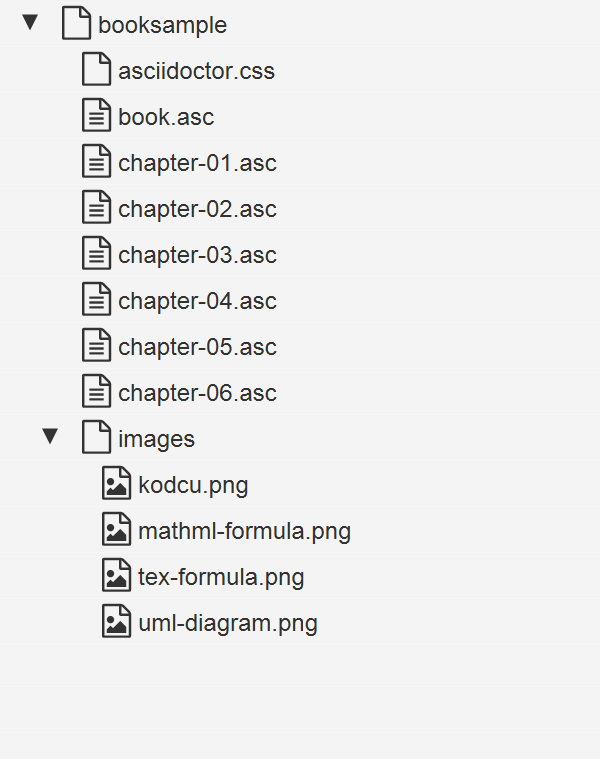 booksample
asciidoctor.css
book.asc
chapter-01.asc
chapter-02.asc
chapter-03.asc
chapter-04.asc
chapter-05.asc
chapter-06.asc
images
kodcu.png
mathml-formula.png
tex-formula.png
uml-diagram.png